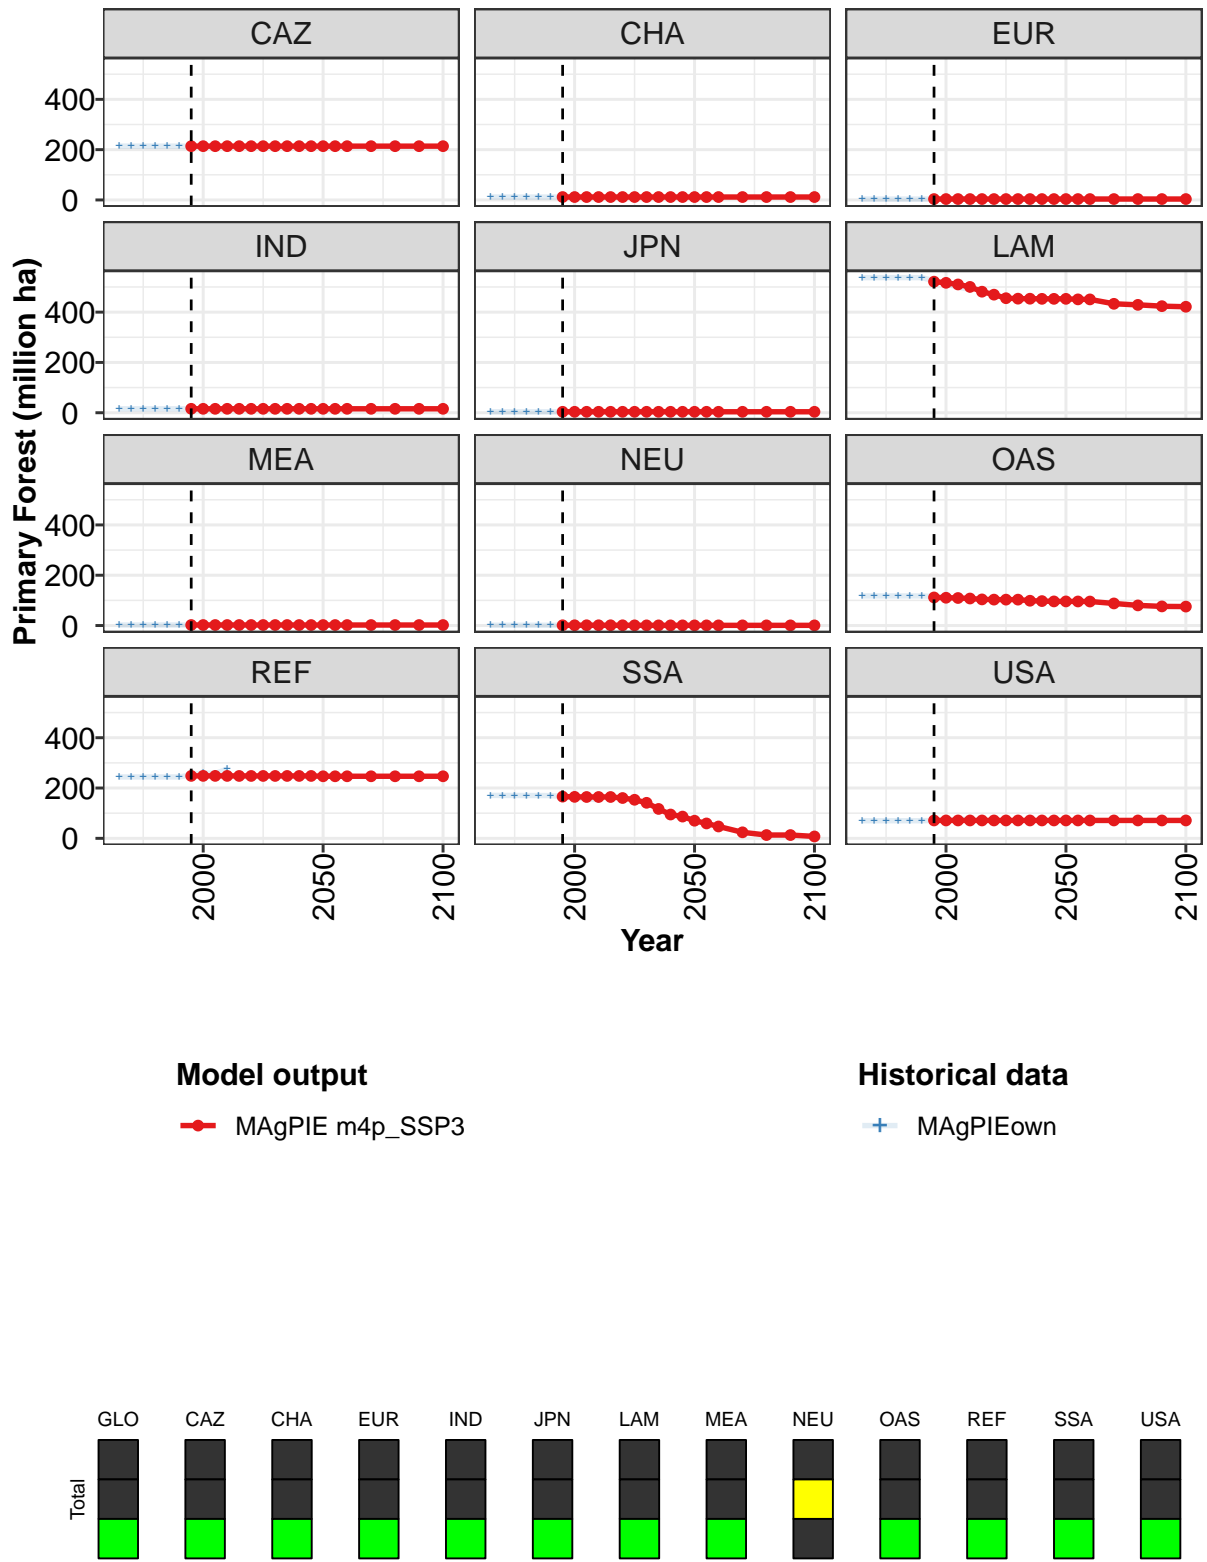 CAZ CHA EUR
400
200
0
IND JPN LAM
400
200
0
MEA NEU OAS
400
200
0
REF SSA USA
400
200
0
2000 2050 2100 2000 2050 2100 2000 2050 2100
Year
Primary Forest (million ha)
Model output
MAgPIE m4p_SSP3
Historical data
MAgPIEown
GLO CAZ CHA EUR IND JPN LAM MEA NEU OAS REF SSA USA
Total